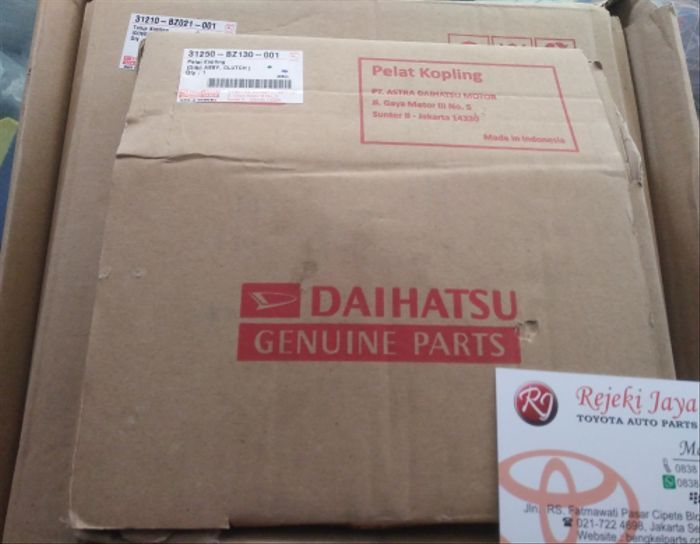 31210-BZ021-001
31250-BZ130-001
Pelat Kopling
(DISC ASSY, CLUTCH)
Qty : 1
Pelat Kopling
PT. ASTRA DAIHATSU MOTOR
Jl. Gaya Motor III No. 5
Sunter II - Jakarta 14330
Made in Indonesia
DAIHATSU
GENUINE PARTS
RJ
Rejeki Jaya
TOYOTA AUTO PARTS
0838
0838
Jln. RS. Fatmawati Pasar Cipete Blo
021-722 4698, Jakarta Se
Website : bengkelparts